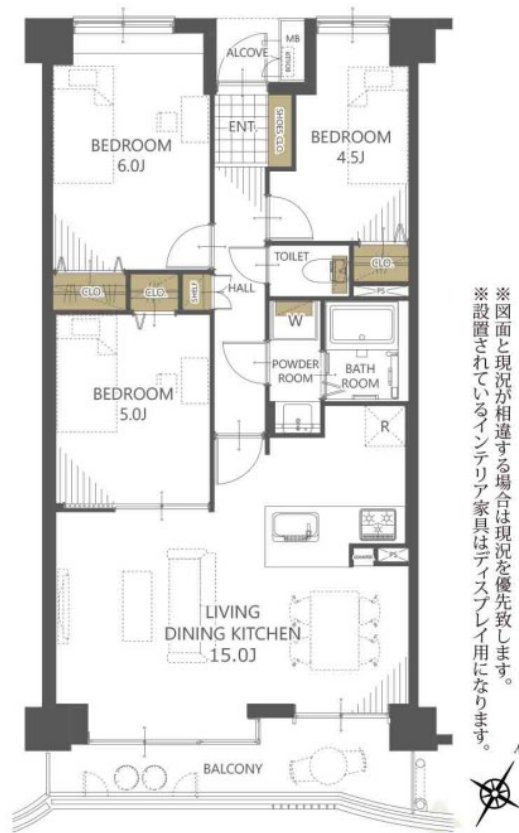 ALCOVE
MB
BOILER
BEDROOM
6.0J
ENT.
SHOES CLO
BEDROOM
4.5J
TOILET
CLO
CLO
CLO
SHELF
HALL
PS
W
POWDER
ROOM
BATH
ROOM
BEDROOM
5.0J
R
PS
LIVING
DINING KITCHEN
15.0J
BALCONY
※図面と現況が相違する場合は現況を優先致します。
※設置されているインテリア家具はディスプレイ用になります。